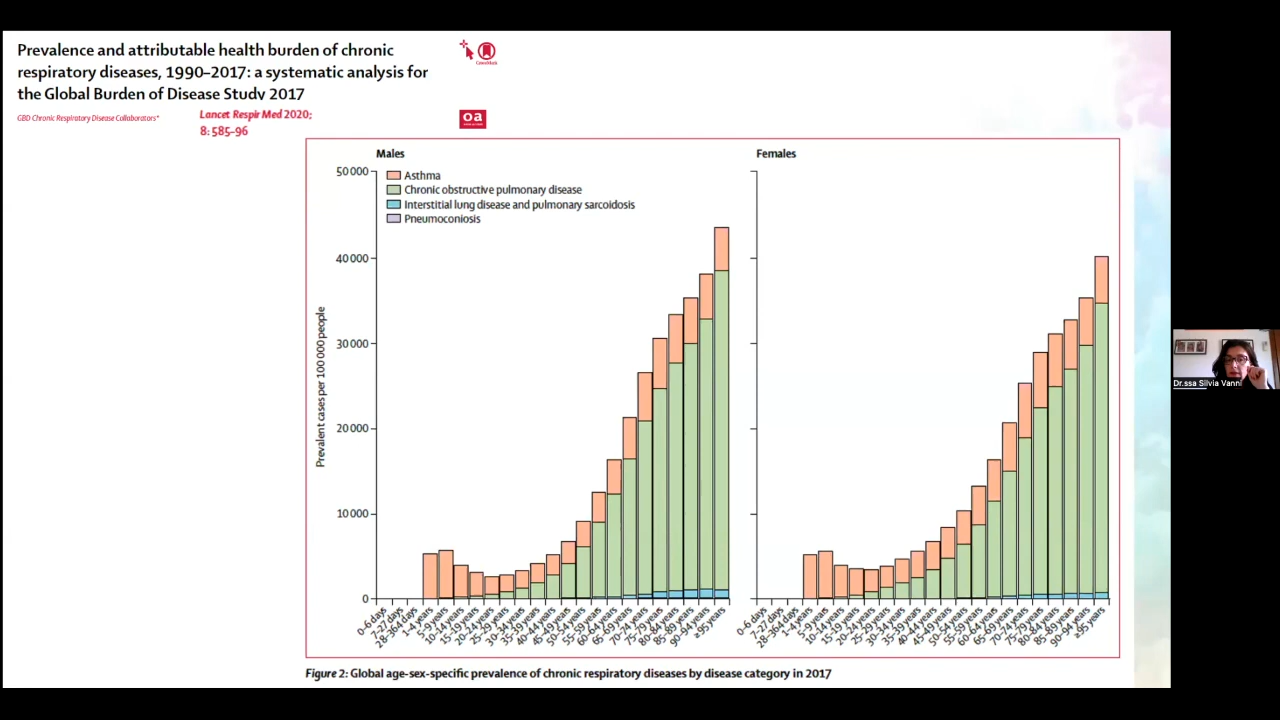 Prevalence and attributable health burden of chronic
respiratory diseases, 1990–2017: a systematic analysis for
the Global Burden of Disease Study 2017
GBD Chronic Respiratory Disease Collaborators*
Lancet Respir Med 2020;
8: 585–96
CrossMark
oa
Males
Females
50 000
40 000
30 000
20 000
10 000
0
Prevalent cases per 100 000 people
Asthma
Chronic obstructive pulmonary disease
Interstitial lung disease and pulmonary sarcoidosis
Pneumoconiosis
0–6 days
7–27 days
28–364 days
1–4 years
5–9 years
10–14 years
15–19 years
20–24 years
25–29 years
30–34 years
35–39 years
40–44 years
45–49 years
50–54 years
55–59 years
60–64 years
65–69 years
70–74 years
75–79 years
80–84 years
85–89 years
90–94 years
≥95 years
0–6 days
7–27 days
28–364 days
1–4 years
5–9 years
10–14 years
15–19 years
20–24 years
25–29 years
30–34 years
35–39 years
40–44 years
45–49 years
50–54 years
55–59 years
60–64 years
65–69 years
70–74 years
75–79 years
80–84 years
85–89 years
90–94 years
≥95 years
Figure 2: Global age-sex-specific prevalence of chronic respiratory diseases by disease category in 2017
Dr.ssa Silvia Vanni